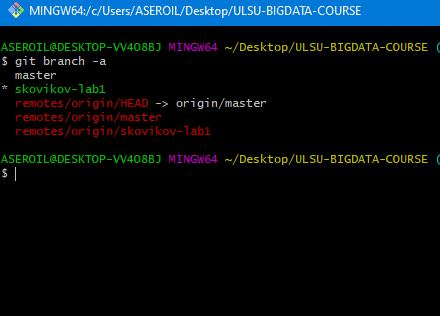 MINGW64:/c/Users/ASEROIL/Desktop/ULSU-BIGDATA-COURSE
ASEROIL@DESKTOP-VV4O8BJ MINGW64 ~/Desktop/ULSU-BIGDATA-COURSE (
$ git branch -a
master
* skovikov-lab1
remotes/origin/HEAD -> origin/master
remotes/origin/master
remotes/origin/skovikov-lab1
ASEROIL@DESKTOP-VV4O8BJ MINGW64 ~/Desktop/ULSU-BIGDATA-COURSE (
$